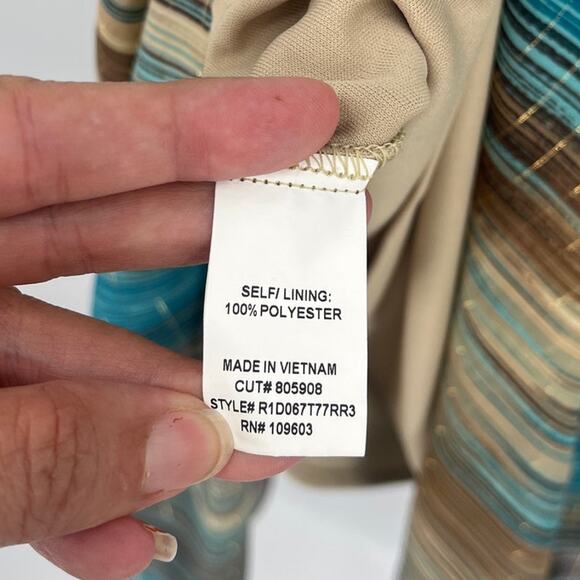 SELF/ LINING:
100% POLYESTER
MADE IN VIETNAM
CUT# 805908
STYLE# R1D067T77RR3
RN# 109603